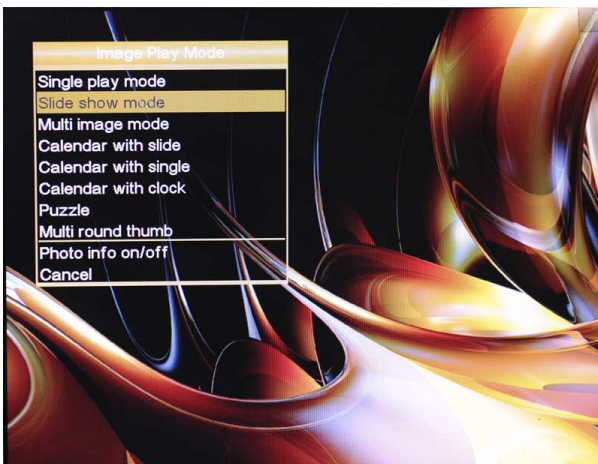 Image Play Mode
Single play mode
Slide show mode
Multi image mode
Calendar with slide
Calendar with single
Calendar with clock
Puzzle
Multi round thumb
Photo info on/off
Cancel